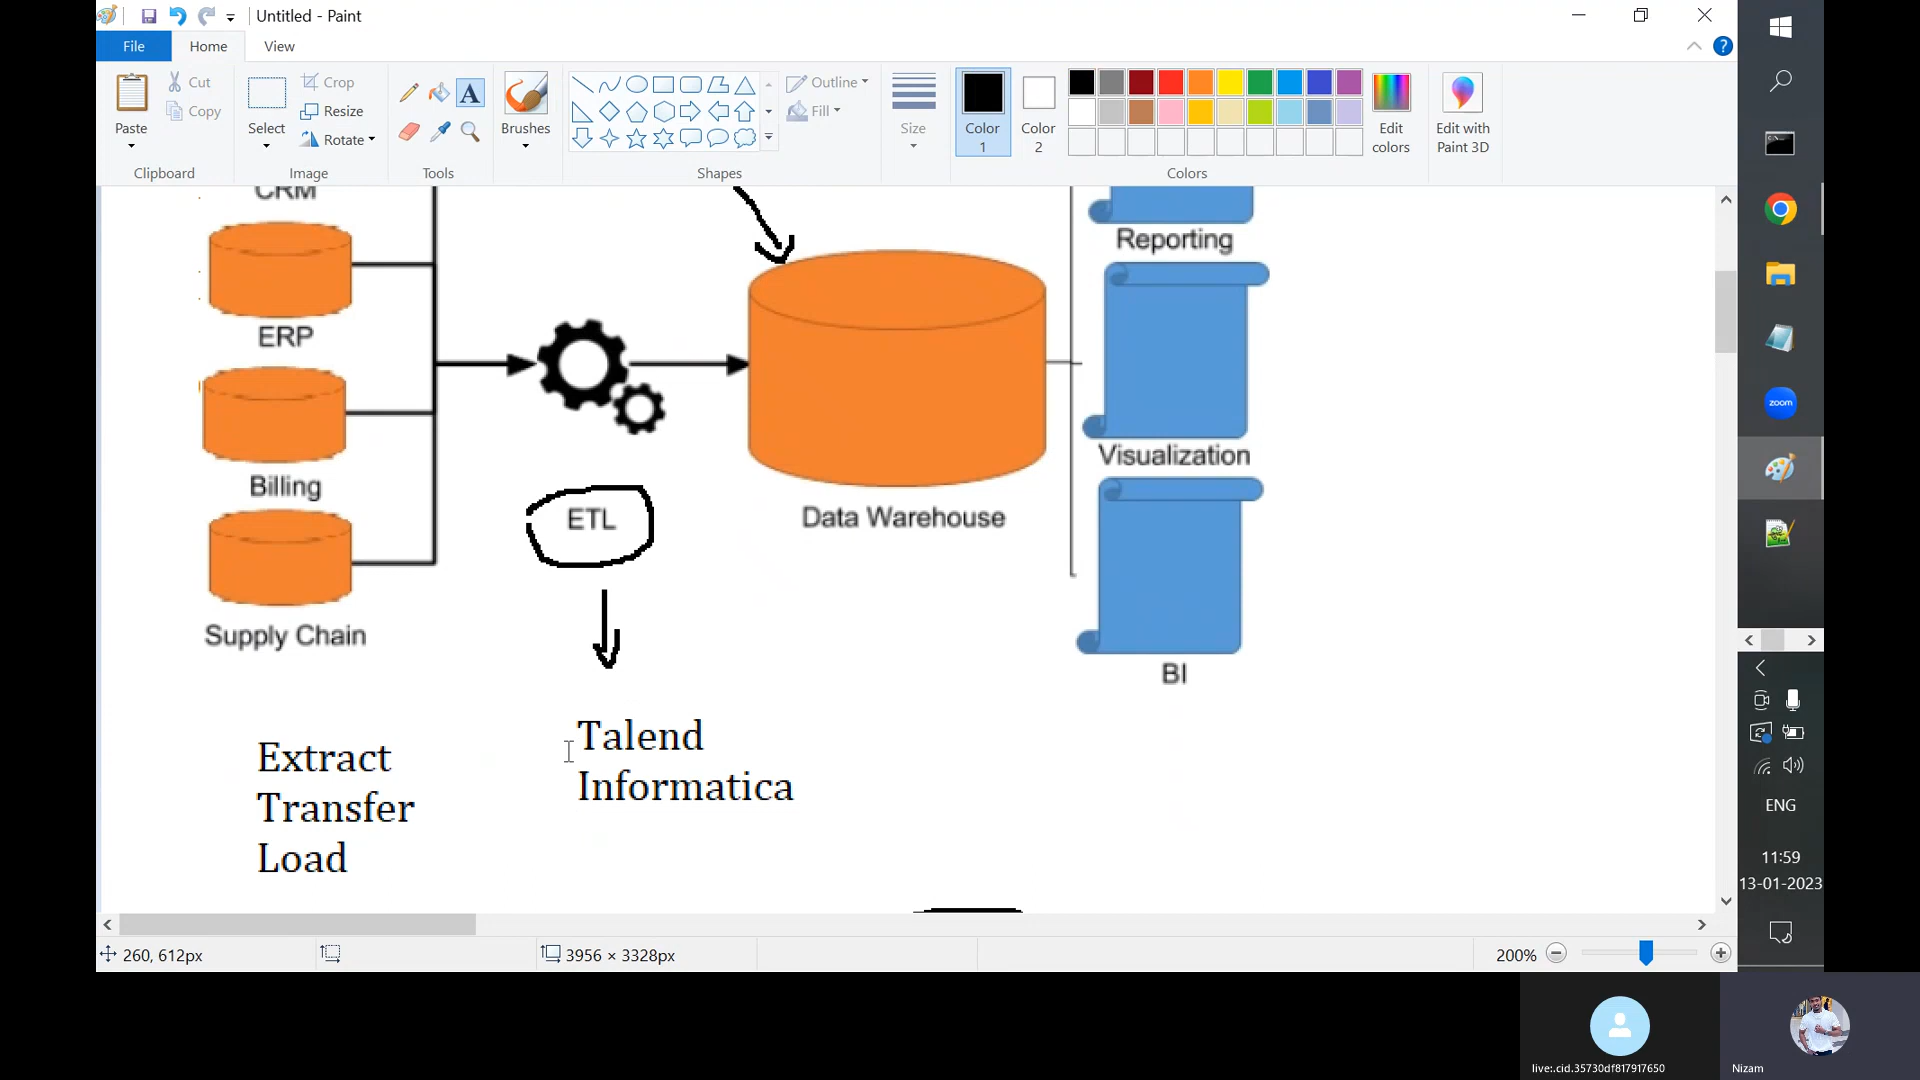 Untitled - Paint
File
Home
View
Paste
Cut
Copy
Clipboard
Select
Crop
Resize
Rotate
Image
A
Tools
Brushes
Shapes
Outline
Fill
Size
Color
1
Color
2
Edit
colors
Edit with
Paint 3D
Colors
CRM
ERP
Billing
Supply Chain
ETL
Data Warehouse
Reporting
Visualization
BI
Extract
Transfer
Load
Talend
Informatica
260, 612px
3956 × 3328px
200%
zoom
ENG
11:59
13-01-2023
live:.cid.35730df817917650
Nizam